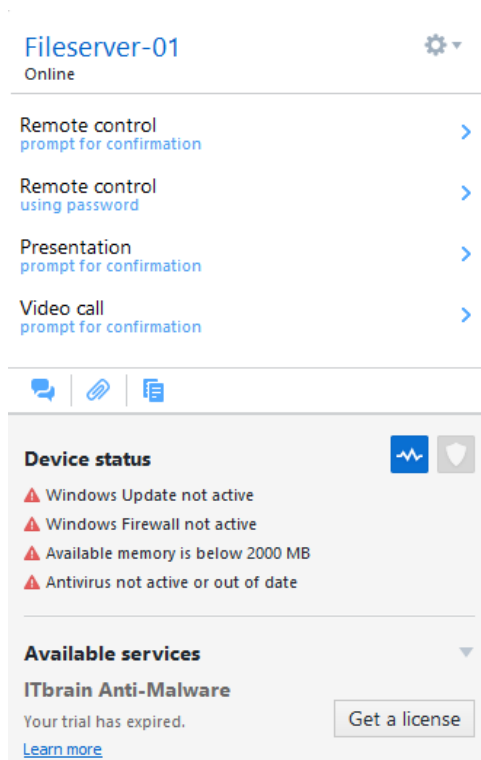 Fileserver-01
Online
Remote control
prompt for confirmation
Remote control
using password
Presentation
prompt for confirmation
Video call
prompt for confirmation
Device status
Windows Update not active
Windows Firewall not active
Available memory is below 2000 MB
Antivirus not active or out of date
Available services
ITbrain Anti-Malware
Your trial has expired.
Get a license
Learn more